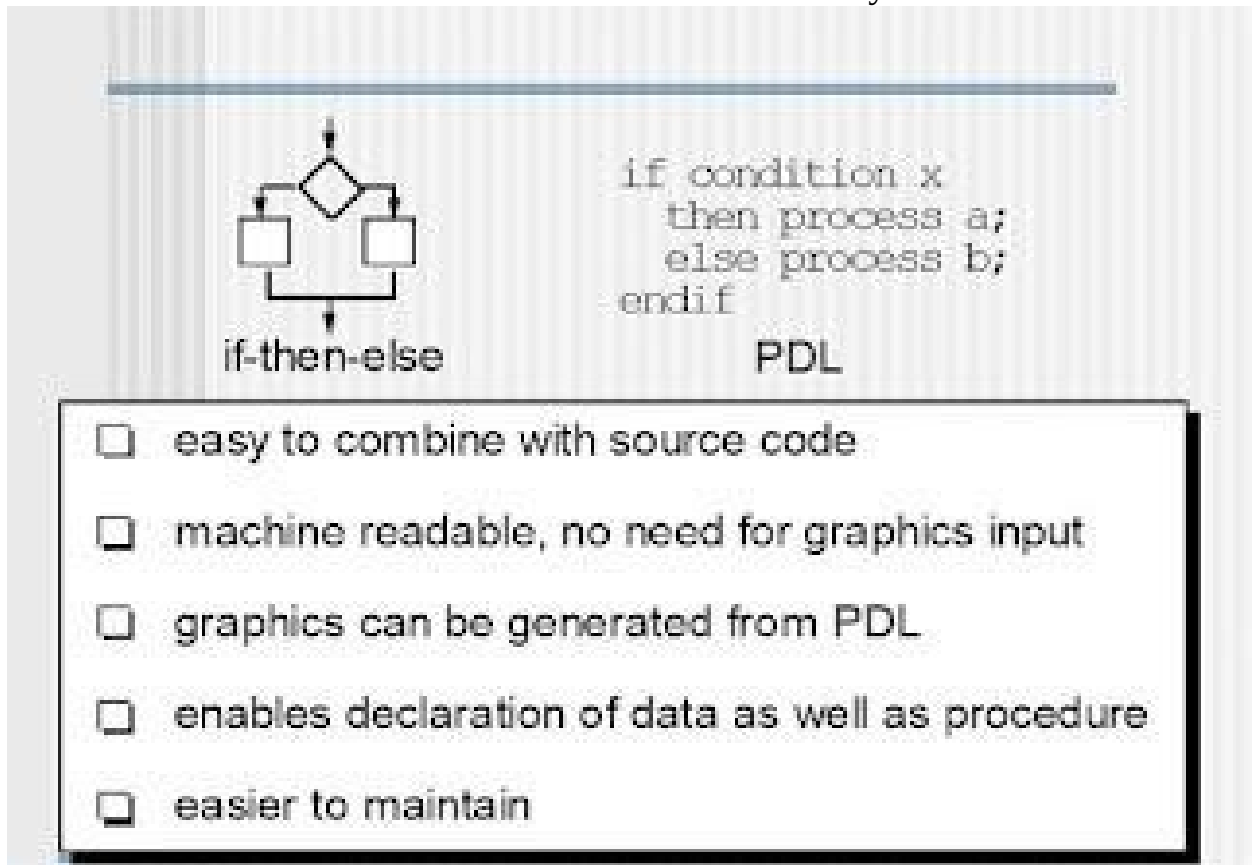 if condition x
then process a;
else process b;
endif
if-then-else
PDL
easy to combine with source code
machine readable, no need for graphics input
graphics can be generated from PDL
enables declaration of data as well as procedure
easier to maintain